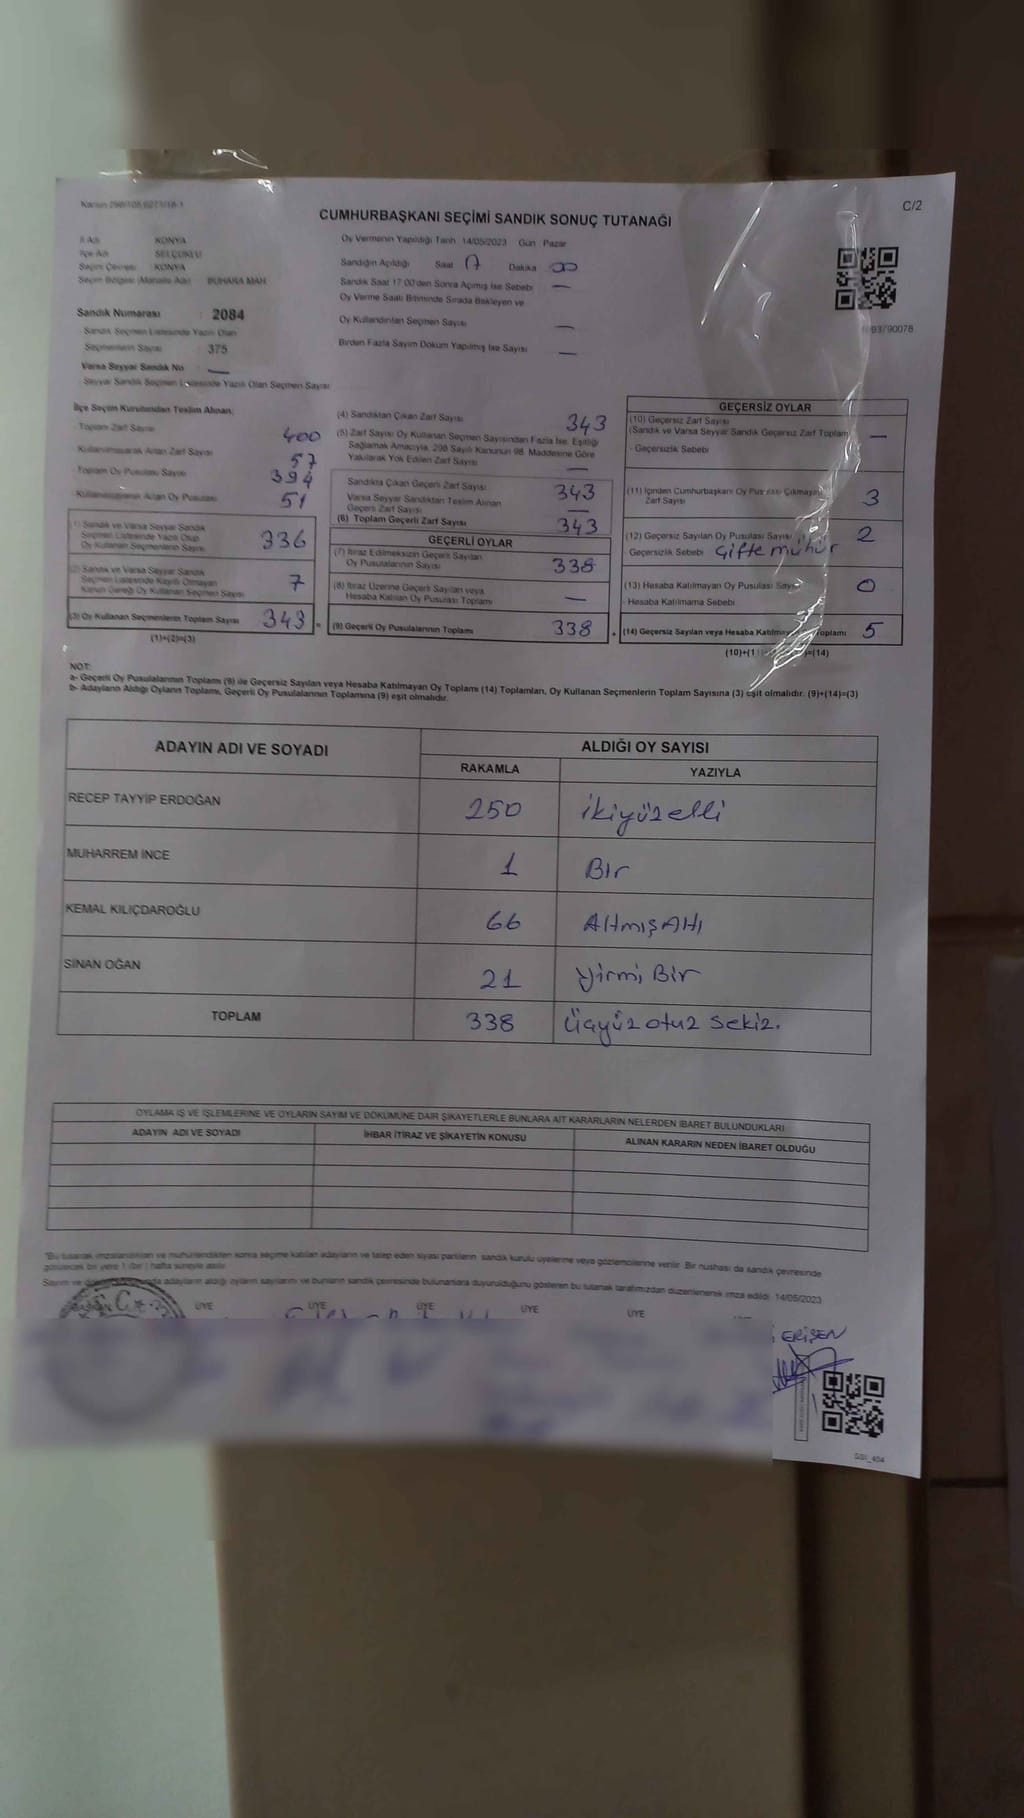 Kanun 298/105,6271/18-1
C/2
CUMHURBAŞKANI SEÇİMİ SANDIK SONUÇ TUTANAĞI
İl Adı KONYA
İlçe Adı SELÇUKLU
Seçim Çevresi KONYA
Seçim Bölgesi (Mahalle Adı) BUHARA MAH
Sandık Numarası : 2084
Sandık Seçmen Listesinde Yazılı Olan
Seçmenlerin Sayısı 375
Varsa Seyyar Sandık No —
Seyyar Sandık Seçmen Listesinde Yazılı Olan Seçmen Sayısı
Oy Vermenin Yapıldığı Tarih 14/05/2023 Gün Pazar
Sandığın Açıldığı Saat 17 Dakika 00
Sandık Saat 17:00'den Sonra Açılmış İse Sebebi —
Oy Verme Saati Bitiminde Sırada Bekleyen ve
Oy Kullandırılan Seçmen Sayısı —
Birden Fazla Sayım Döküm Yapılmış İse Sayısı —
İlçe Seçim Kurulundan Teslim Alınan;
- Toplam Zarf Sayısı 400
- Kullanılmayarak Artan Zarf Sayısı 57
- Toplam Oy Pusulası Sayısı 394
- Kullanılmayarak Artan Oy Pusulası 51
(1) Sandık ve Varsa Seyyar Sandık
Seçmen Listesinde Yazılı Olup
Oy Kullanan Seçmenlerin Sayısı 336
(2) Sandık ve Varsa Seyyar Sandık
Seçmen Listesinde Kayıtlı Olmayan
Kanun Gereği Oy Kullanan Seçmen Sayısı 7
(3) Oy Kullanan Seçmenlerin Toplam Sayısı 343 =
(1)+(2)=(3)
(4) Sandıktan Çıkan Zarf Sayısı 343
(5) Zarf Sayısı Oy Kullanan Seçmen Sayısından Fazla İse, Eşitliği
Sağlamak Amacıyla, 298 Sayılı Kanunun 98. Maddesine Göre
Yakılarak Yok Edilen Zarf Sayısı —
Sandıkta Çıkan Geçerli Zarf Sayısı 343
Varsa Seyyar Sandıktan Teslim Alınan
Geçerli Zarf Sayısı —
(6) Toplam Geçerli Zarf Sayısı 343
GEÇERLİ OYLAR
(7) İtiraz Edilmeksizin Geçerli Sayılan
Oy Pusulalarının Sayısı 338
(8) İtiraz Üzerine Geçerli Sayılan veya
Hesaba Katılan Oy Pusulası Toplamı —
(9) Geçerli Oy Pusulalarının Toplamı 338 +
GEÇERSİZ OYLAR
(10) Geçersiz Zarf Sayısı
(Sandık ve Varsa Seyyar Sandık Geçersiz Zarf Toplamı —
- Geçersizlik Sebebi
(11) İçinden Cumhurbaşkanı Oy Pusulası Çıkmayan
Zarf Sayısı 3
(12) Geçersiz Sayılan Oy Pusulası Sayısı 2
- Geçersizlik Sebebi Çifte mühür
(13) Hesaba Katılmayan Oy Pusulası Sayısı 0
- Hesaba Katılmama Sebebi
(14) Geçersiz Sayılan veya Hesaba Katılmayan Oy Toplamı 5
=(14)
NOT:
a- Geçerli Oy Pusulalarının Toplamı (9) ile Geçersiz Sayılan veya Hesaba Katılmayan Oy Toplamı (14) Toplamları, Oy Kullanan Seçmenlerin Toplam Sayısına (3) eşit olmalıdır. (9)+(14)=(3)
b- Adayların Aldığı Oyların Toplamı, Geçerli Oy Pusulalarının Toplamına (9) eşit olmalıdır.
ADAYIN ADI VE SOYADI ALDIĞI OY SAYISI
RAKAMLA YAZIYLA
RECEP TAYYİP ERDOĞAN 250 ikiyüzelli
MUHARREM İNCE 1 Bir
KEMAL KILIÇDAROĞLU 66 AltmışAltı
SİNAN OĞAN 21 Yirmi Bir
TOPLAM 338 üçyüz otuz sekiz.
OYLAMA İŞ VE İŞLEMLERİNE VE OYLARIN SAYIM VE DÖKÜMÜNE DAİR ŞİKAYETLERLE BUNLARA AİT KARARLARIN NELERDEN İBARET BULUNDUKLARI
ADAYIN ADI VE SOYADI İHBAR İTİRAZ VE ŞİKAYETİN KONUSU ALINAN KARARIN NEDEN İBARET OLDUĞU
*Bu tutanak imzalandıktan ve mühürlendikten sonra seçime katılan adayların ve talep eden siyasi partilerin sandık kurulu üyelerine veya gözlemcilerine verilir. Bir nushası da sandık çevresinde
görülecek bir yere 1 (bir) hafta süreyle asılır.
Sayım ve adayların aldığı oyların sayılarını ve bunların sandık çevresinde bulunanlara duyurulduğunu gösteren bu tutanak tarafımızdan düzenlenerek imza edildi. 14/05/2023
ÜYE ÜYE ÜYE ÜYE ÜYE
ERİŞEN
SSI_404